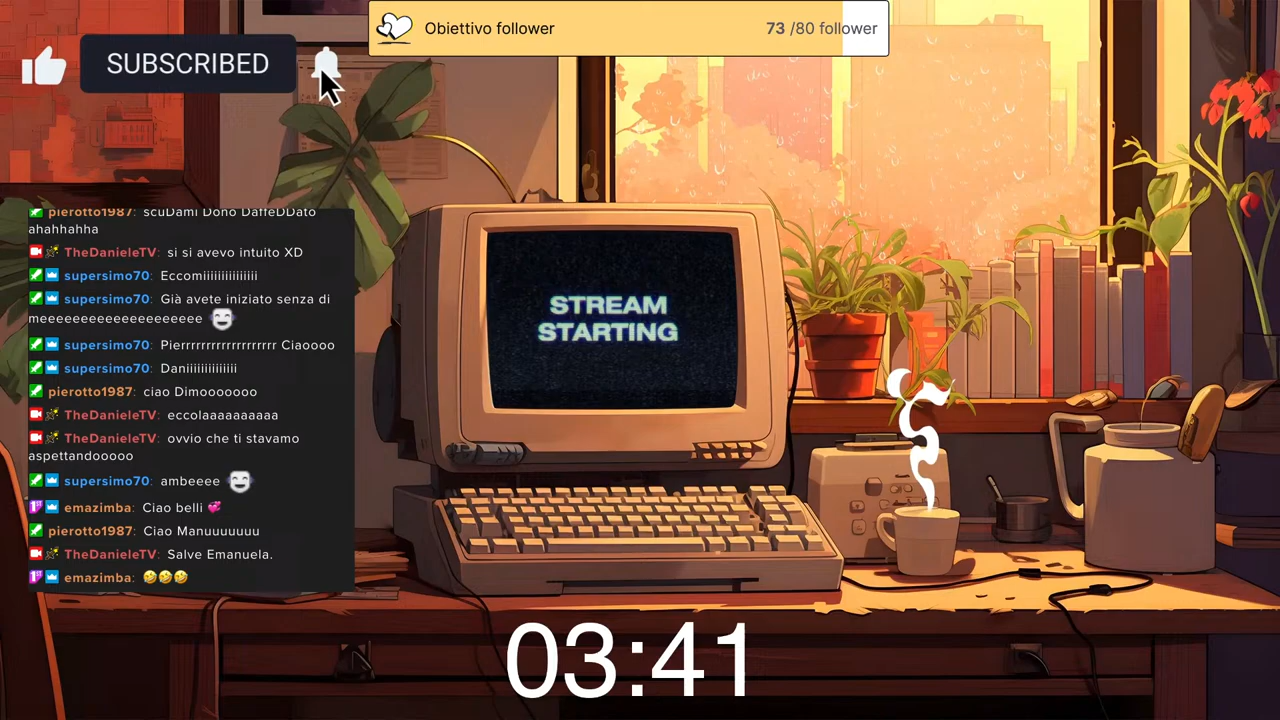 Obiettivo follower
73 /80 follower
SUBSCRIBED
pierotto1987: scuDami Dono DaffeDDato
ahahhahha
TheDanieleTV: si si avevo intuito XD
supersimo70: Eccomiiiiiiiiiiiiiii
supersimo70: Già avete iniziato senza di
meeeeeeeeeeeeeeeeeeee
supersimo70: Pierrrrrrrrrrrrrrrrrr Ciaoooo
supersimo70: Daniiiiiiiiiiiiii
pierotto1987: ciao Dimooooooo
TheDanieleTV: eccolaaaaaaaaaa
TheDanieleTV: ovvio che ti stavamo
aspettandooooo
supersimo70: ambeeee
emazimba: Ciao belli 💞
pierotto1987: Ciao Manuuuuuuu
TheDanieleTV: Salve Emanuela.
emazimba: 🤣🤣🤣
STREAM
STARTING
03:41